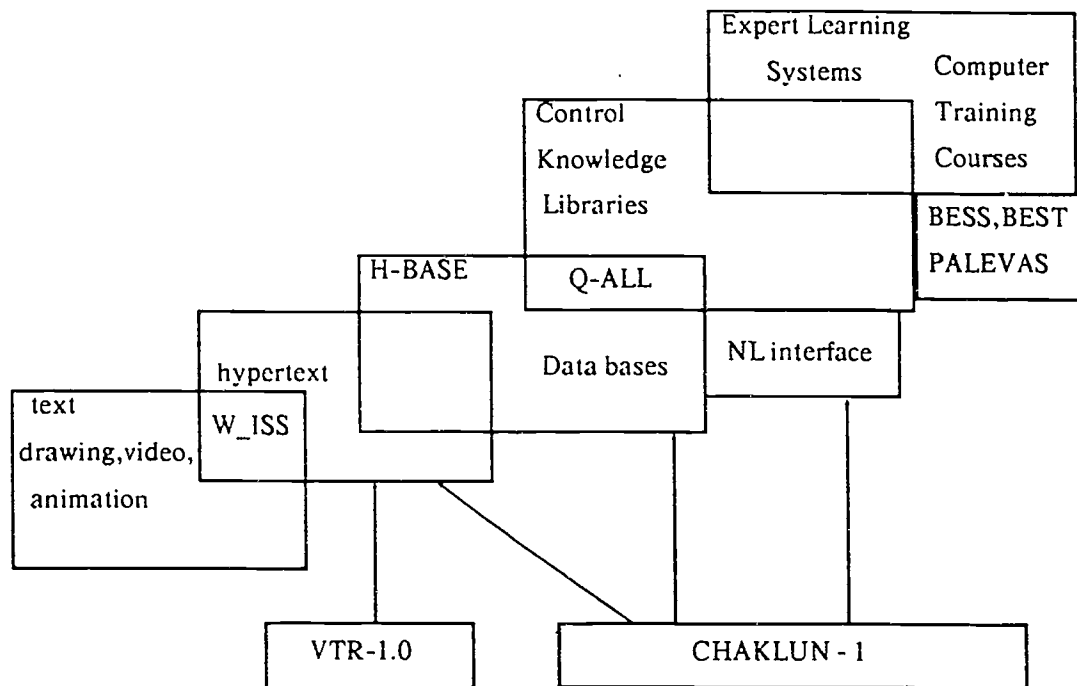 Expert Learning
Systems
Computer
Training
Courses
Control
Knowledge
Libraries
BESS,BEST
PALEVAS
H-BASE
Q-ALL
Data bases
NL interface
hypertext
W_ISS
text
drawing,video,
animation
VTR-1.0
CHAKLUN - 1